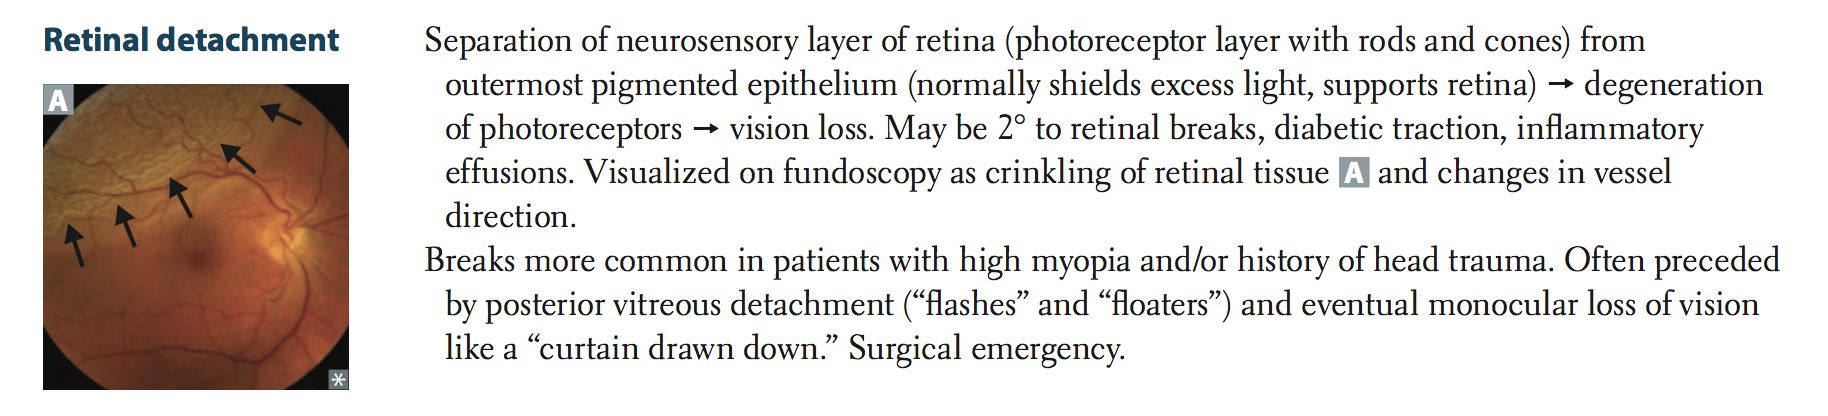 Retinal detachment
A
*
Separation of neurosensory layer of retina (photoreceptor layer with rods and cones) from
outermost pigmented epithelium (normally shields excess light, supports retina) → degeneration
of photoreceptors → vision loss. May be 2° to retinal breaks, diabetic traction, inflammatory
effusions. Visualized on fundoscopy as crinkling of retinal tissue A and changes in vessel
direction.
Breaks more common in patients with high myopia and/or history of head trauma. Often preceded
by posterior vitreous detachment (“flashes” and “floaters”) and eventual monocular loss of vision
like a “curtain drawn down.” Surgical emergency.